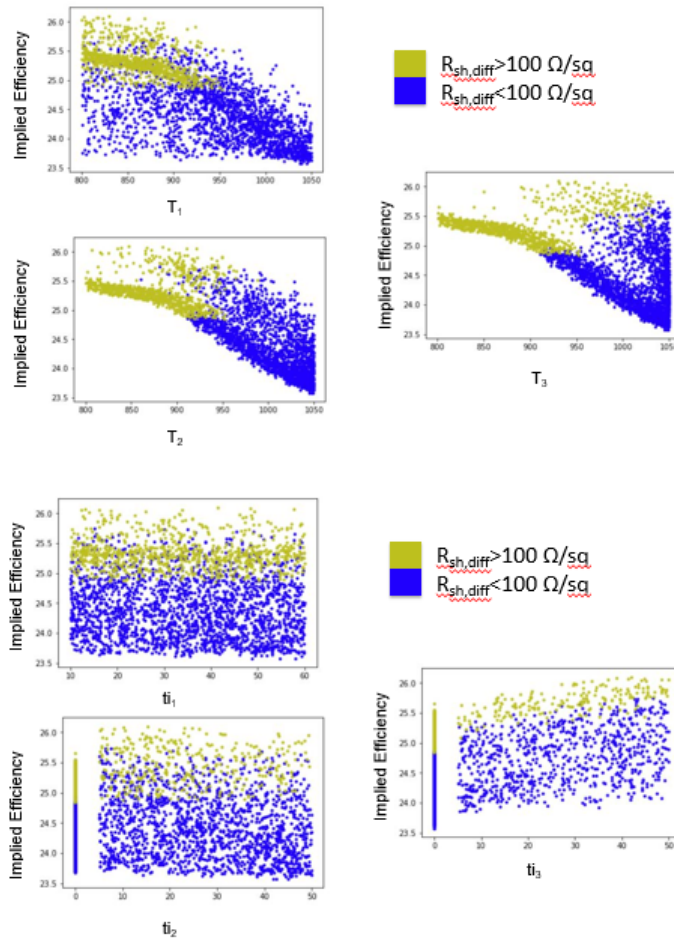 26.0
25.5
25.0
24.5
24.0
23.5
Implied Efficiency
800 850 900 950 1000 1050
T1
Rsh,diff>100 Ω/sq
Rsh,diff<100 Ω/sq
26.0
25.5
25.0
24.5
24.0
23.5
Implied Efficiency
800 850 900 950 1000 1050
T2
26.0
25.5
25.0
24.5
24.0
23.5
Implied Efficiency
800 850 900 950 1000 1050
T3
26.0
25.5
25.0
24.5
24.0
23.5
Implied Efficiency
10 20 30 40 50 60
ti1
Rsh,diff>100 Ω/sq
Rsh,diff<100 Ω/sq
26.0
25.5
25.0
24.5
24.0
23.5
Implied Efficiency
0 10 20 30 40 50
ti2
26.0
25.5
25.0
24.5
24.0
23.5
Implied Efficiency
0 10 20 30 40 50
ti3